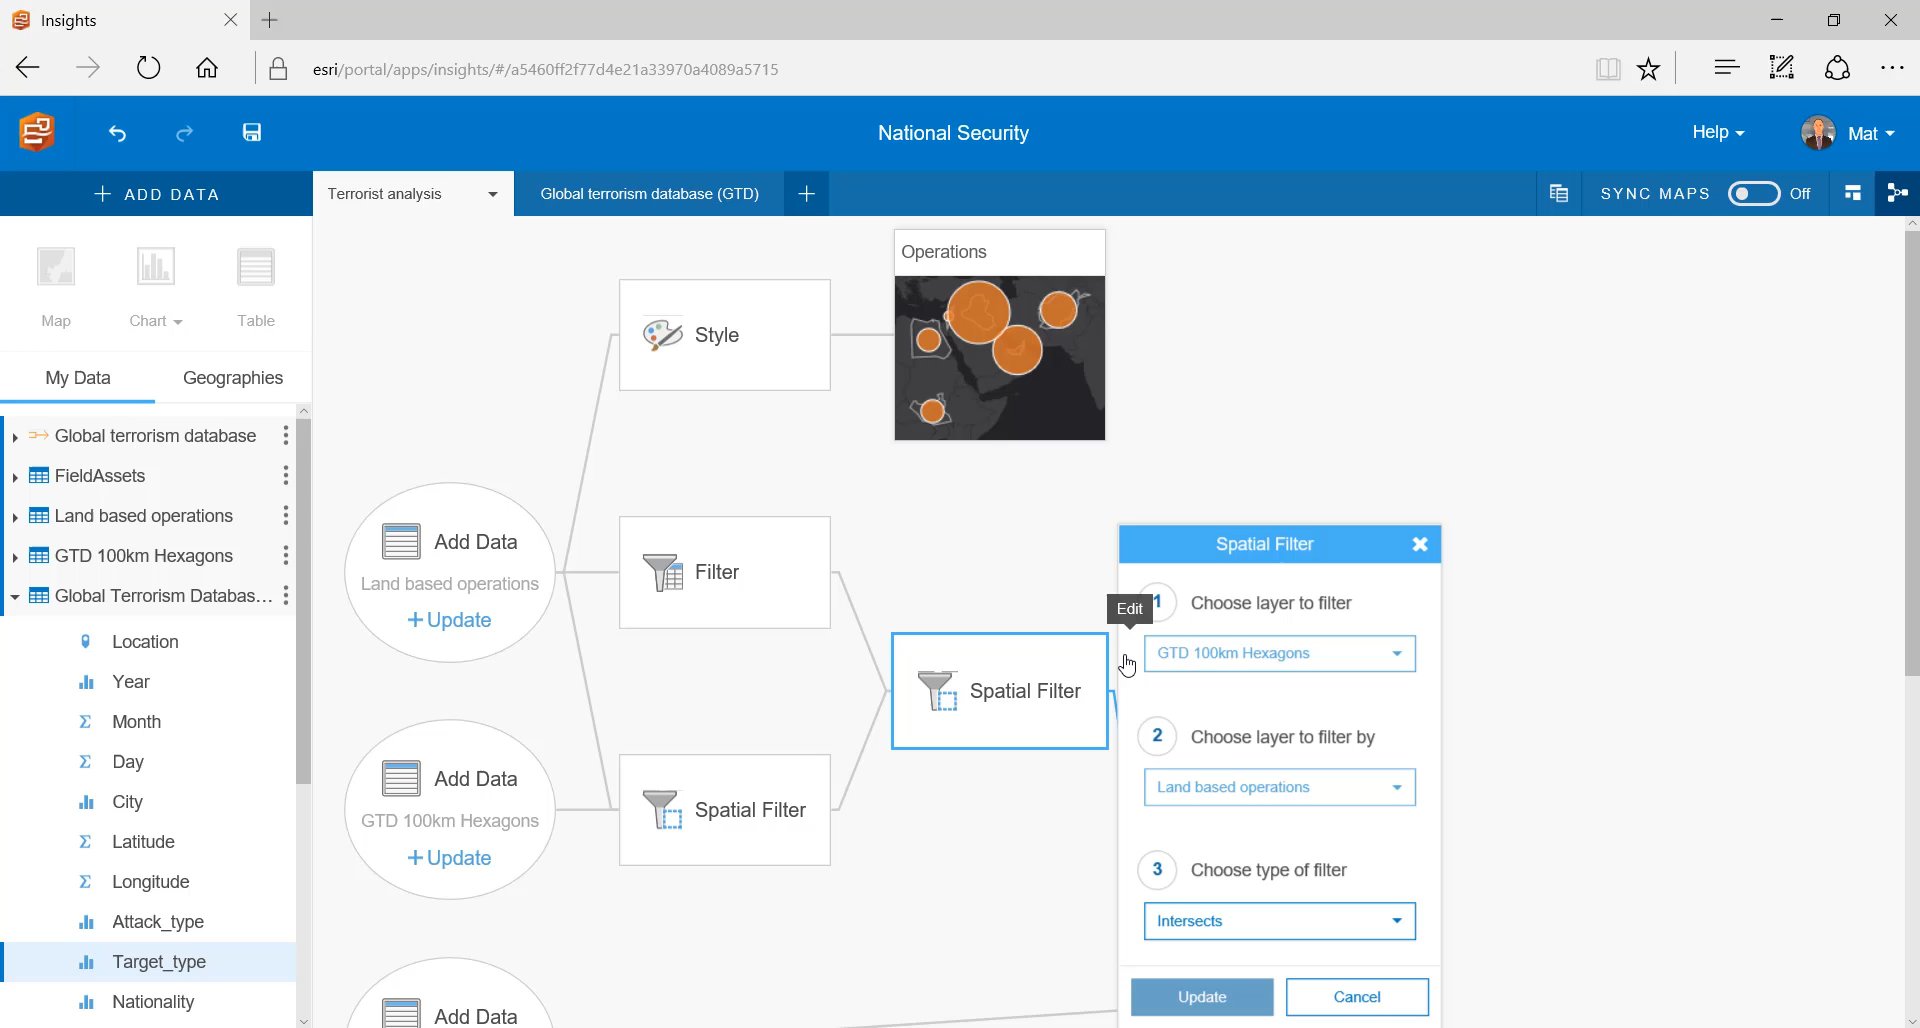 Insights
esri/portal/apps/insights/#/a5460ff2f77d4e21a33970a4089a5715
National Security
Help
Mat
ADD DATA
Terrorist analysis
Global terrorism database (GTD)
SYNC MAPS
Off
Map
Chart
Table
My Data
Geographies
Global terrorism database
FieldAssets
Land based operations
GTD 100km Hexagons
Global Terrorism Databas...
Location
Year
Month
Day
City
Latitude
Longitude
Attack_type
Target_type
Nationality
Operations
Style
Add Data
Land based operations
+ Update
Filter
Spatial Filter
Add Data
GTD 100km Hexagons
+ Update
Spatial Filter
Add Data
Spatial Filter
Edit
1 Choose layer to filter
GTD 100km Hexagons
2 Choose layer to filter by
Land based operations
3 Choose type of filter
Intersects
Update
Cancel